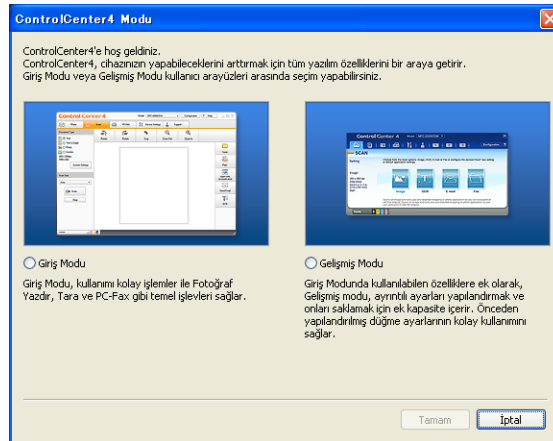 ControlCenter4 Modu
ControlCenter4'e hoş geldiniz.
ControlCenter4, cihazınızın yapabileceklerini arttırmak için tüm yazılım özelliklerini bir araya getirir.
Giriş Modu veya Gelişmiş Modu kullanıcı arayüzleri arasında seçim yapabilirsiniz.
Control Center 4
Control Center 4
SCAN
Giriş Modu
Giriş Modu, kullanımı kolay işlemler ile Fotoğraf
Yazdır, Tara ve PC-Fax gibi temel işlevleri sağlar.
Gelişmiş Modu
Giriş Modunda kullanılabilen özelliklere ek olarak,
Gelişmiş modu, ayrıntılı ayarları yapılandırmak ve
onları saklamak için ek kapasite içerir. Önceden
yapılandırılmış düğme ayarlarının kolay kullanımını
sağlar.
Tamam
İptal